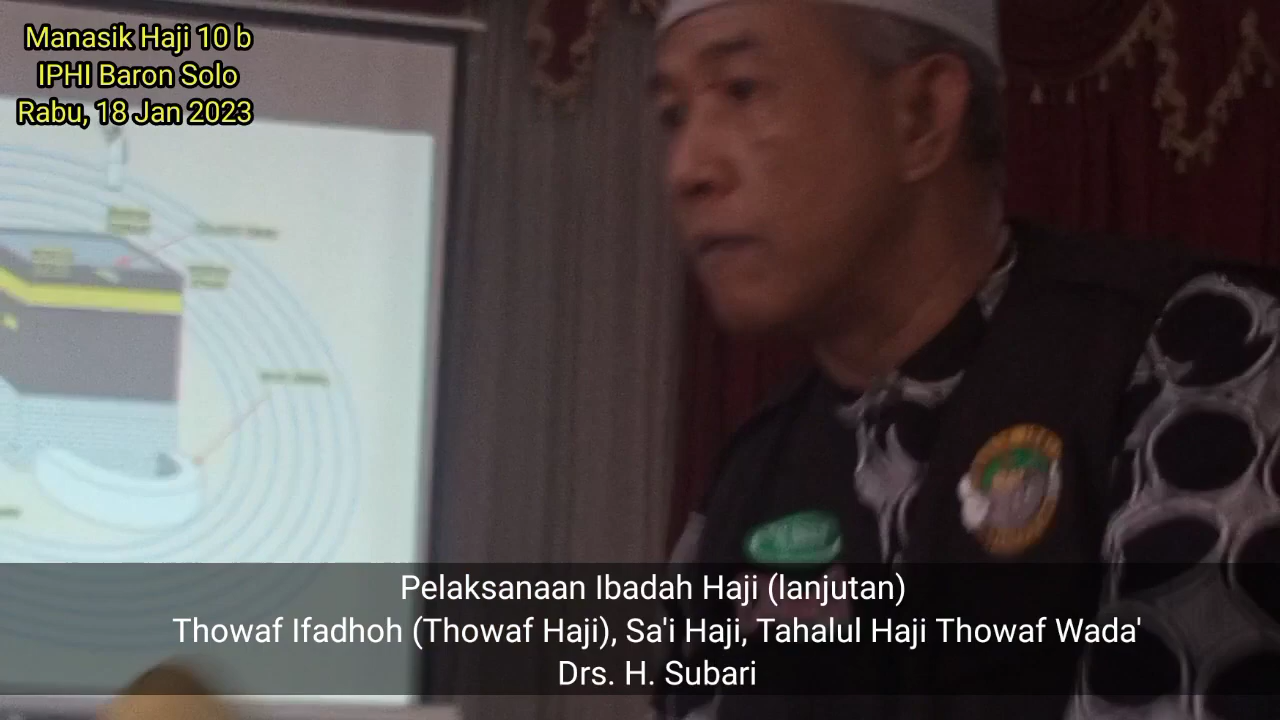 Manasik Haji 10 b
IPHI Baron Solo
Rabu, 18 Jan 2023
Pelaksanaan Ibadah Haji (lanjutan)
Thowaf Ifadhoh (Thowaf Haji), Sa'i Haji, Tahalul Haji Thowaf Wada'
Drs. H. Subari